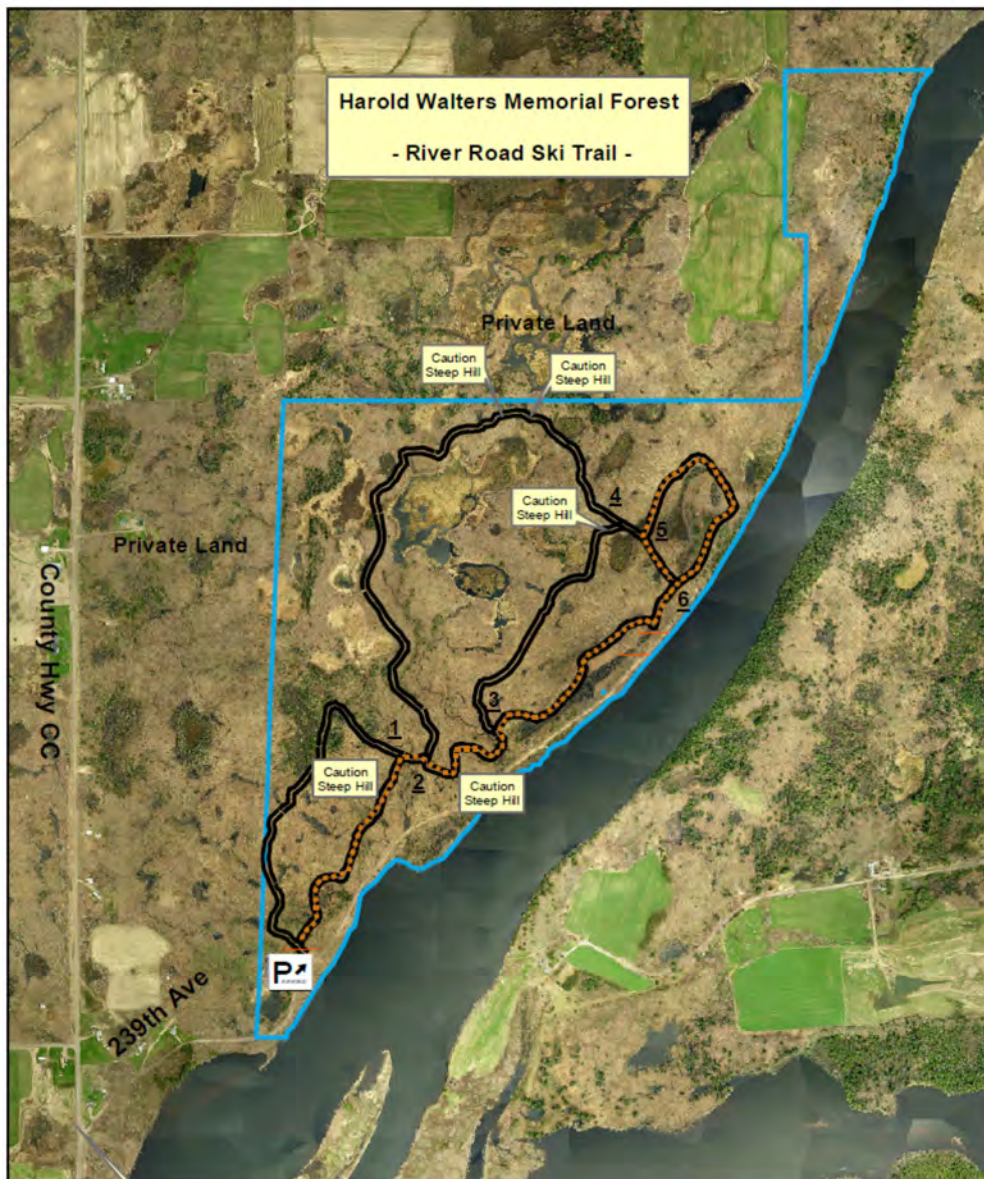 Harold Walters Memorial Forest
- River Road Ski Trail -
Private Land
Caution
Steep Hill
Caution
Steep Hill
4
Caution
Steep Hill
5
Private Land
County Hwy CC
6
3
1
Caution
Steep Hill
2
Caution
Steep Hill
P
239th Ave